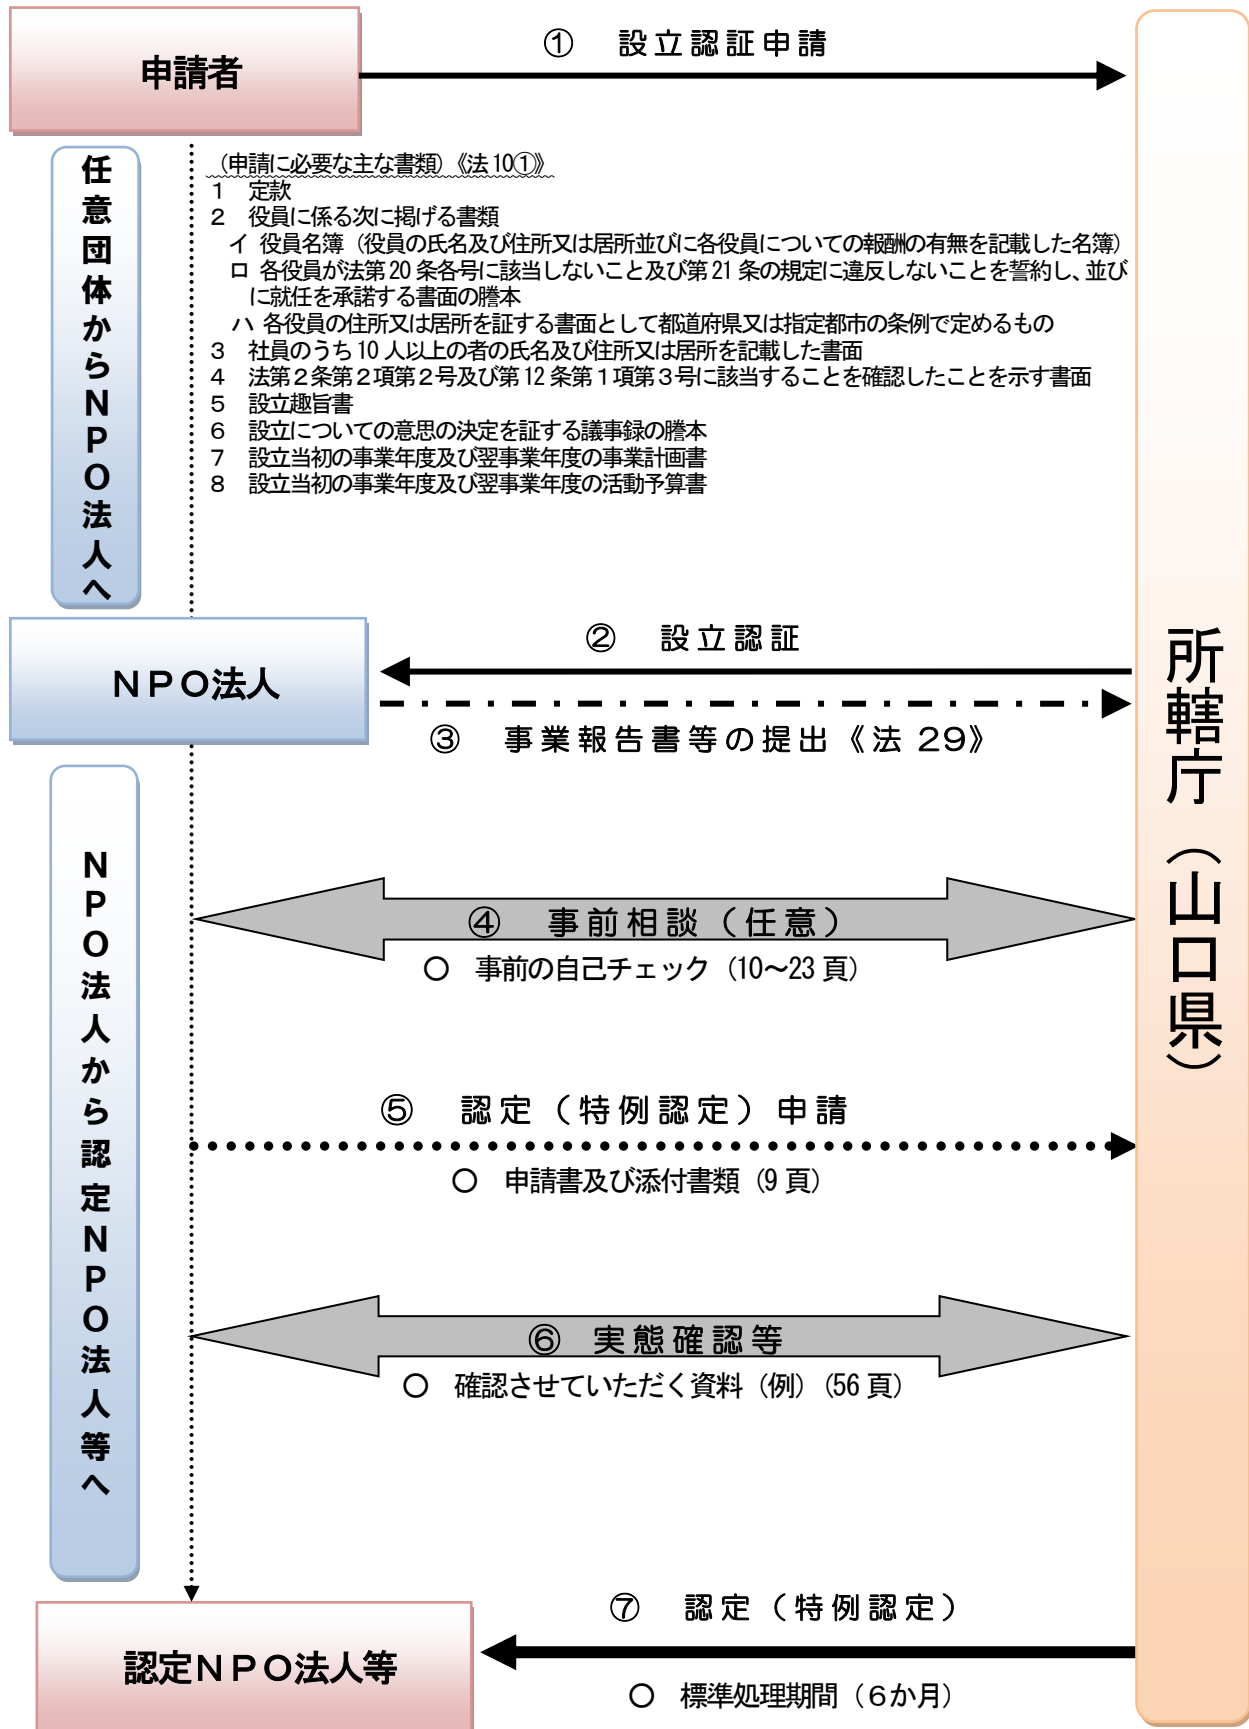 申請者
① 設立認証申請
任意団体からＮＰＯ法人へ
（申請に必要な主な書類）《法10①》
１ 定款
２ 役員に係る次に掲げる書類
イ 役員名簿（役員の氏名及び住所又は居所並びに各役員についての報酬の有無を記載した名簿）
ロ 各役員が法第20条各号に該当しないこと及び第21条の規定に違反しないことを誓約し、並び
に就任を承諾する書面の謄本
ハ 各役員の住所又は居所を証する書面として都道府県又は指定都市の条例で定めるもの
３ 社員のうち10人以上の者の氏名及び住所又は居所を記載した書面
４ 法第２条第２項第２号及び第12条第１項第３号に該当することを確認したことを示す書面
５ 設立趣旨書
６ 設立についての意思の決定を証する議事録の謄本
７ 設立当初の事業年度及び翌事業年度の事業計画書
８ 設立当初の事業年度及び翌事業年度の活動予算書
ＮＰＯ法人
② 設立認証
③ 事業報告書等の提出《法 29》
所轄庁（山口県）
ＮＰＯ法人から認定ＮＰＯ法人等へ
④ 事前相談（任意）
○ 事前の自己チェック（10～23頁）
⑤ 認定（特例認定）申請
○ 申請書及び添付書類（9頁）
⑥ 実態確認等
○ 確認させていただく資料（例）（56頁）
⑦ 認定（特例認定）
認定ＮＰＯ法人等
○ 標準処理期間（６か月）